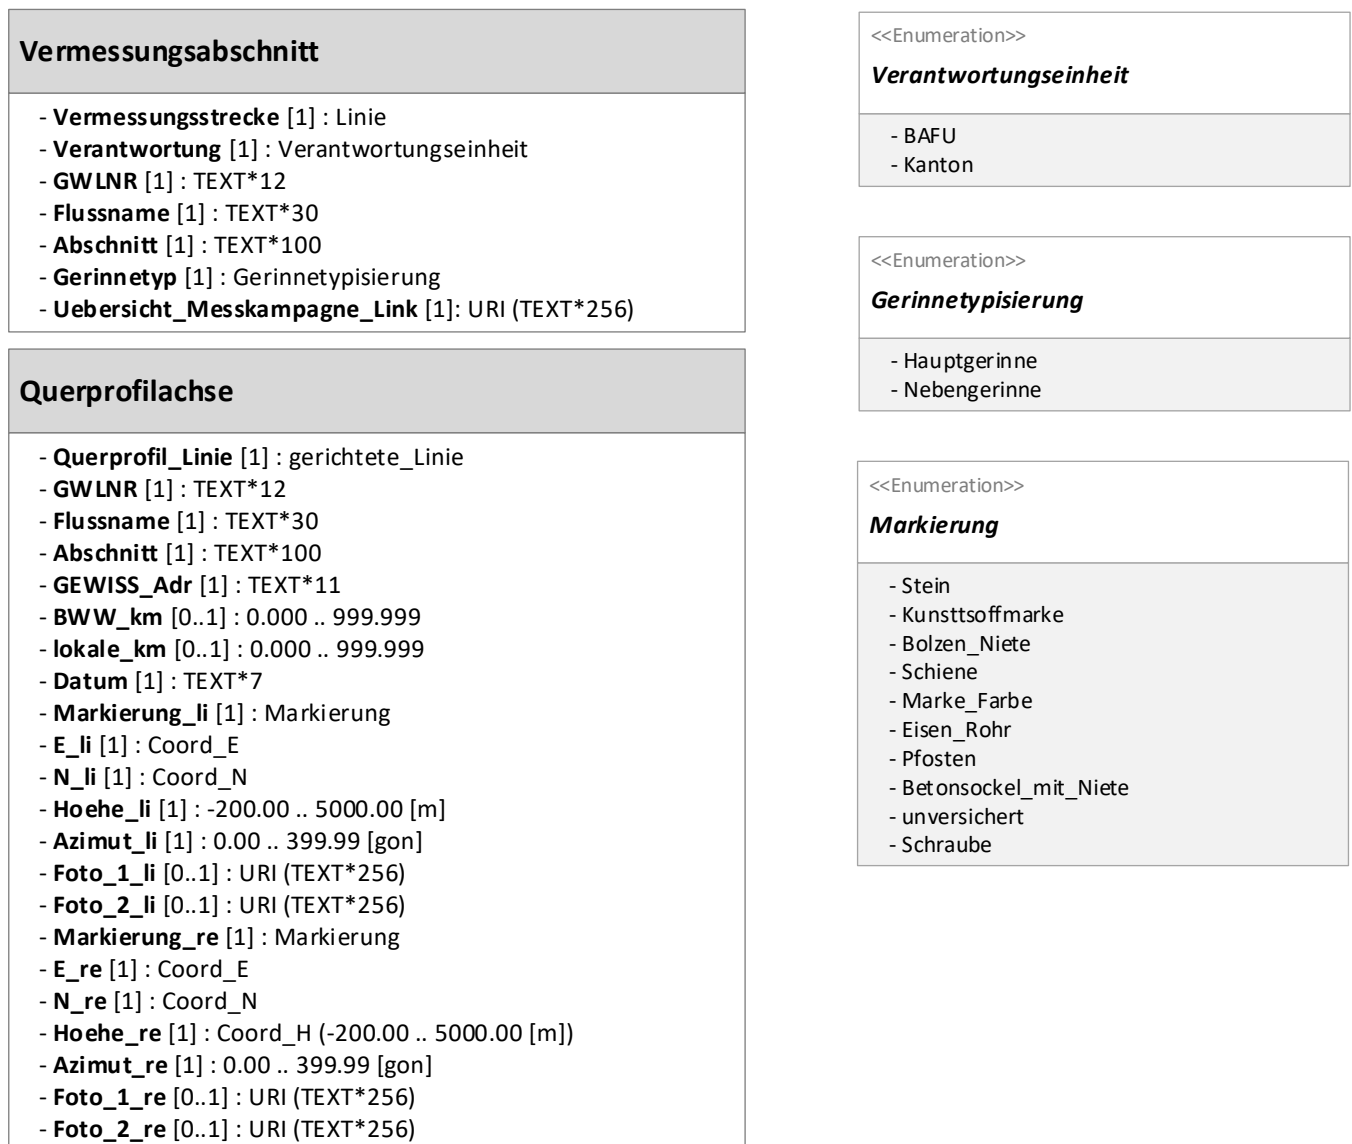 Vermessungsabschnitt
- Vermessungsstrecke [1] : Linie
- Verantwortung [1] : Verantwortungseinheit
- GWLNR [1] : TEXT*12
- Flussname [1] : TEXT*30
- Abschnitt [1] : TEXT*100
- Gerinnetyp [1] : Gerinnetypisierung
- Uebersicht_Messkampagne_Link [1]: URI (TEXT*256)
Querprofilachse
- Querprofil_Linie [1] : gerichtete_Linie
- GWLNR [1] : TEXT*12
- Flussname [1] : TEXT*30
- Abschnitt [1] : TEXT*100
- GEWISS_Adr [1] : TEXT*11
- BWW_km [0..1] : 0.000 .. 999.999
- lokale_km [0..1] : 0.000 .. 999.999
- Datum [1] : TEXT*7
- Markierung_li [1] : Markierung
- E_li [1] : Coord_E
- N_li [1] : Coord_N
- Hoehe_li [1] : -200.00 .. 5000.00 [m]
- Azimut_li [1] : 0.00 .. 399.99 [gon]
- Foto_1_li [0..1] : URI (TEXT*256)
- Foto_2_li [0..1] : URI (TEXT*256)
- Markierung_re [1] : Markierung
- E_re [1] : Coord_E
- N_re [1] : Coord_N
- Hoehe_re [1] : Coord_H (-200.00 .. 5000.00 [m])
- Azimut_re [1] : 0.00 .. 399.99 [gon]
- Foto_1_re [0..1] : URI (TEXT*256)
- Foto_2_re [0..1] : URI (TEXT*256)
<<Enumeration>>
Verantwortungseinheit
- BAFU
- Kanton
<<Enumeration>>
Gerinnetypisierung
- Hauptgerinne
- Nebengerinne
<<Enumeration>>
Markierung
- Stein
- Kunsttsoffmarke
- Bolzen_Niete
- Schiene
- Marke_Farbe
- Eisen_Rohr
- Pfosten
- Betonsockel_mit_Niete
- unversichert
- Schraube